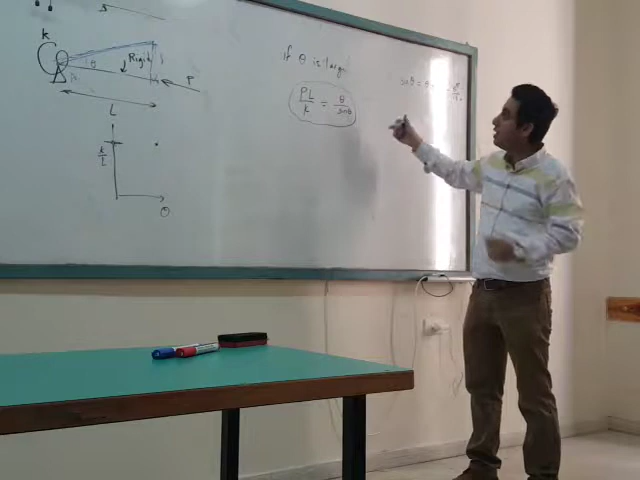 K
Rigid
θ
P
L
K/L
θ
if θ is large
PL/K = θ/sinθ
sinθ = θ